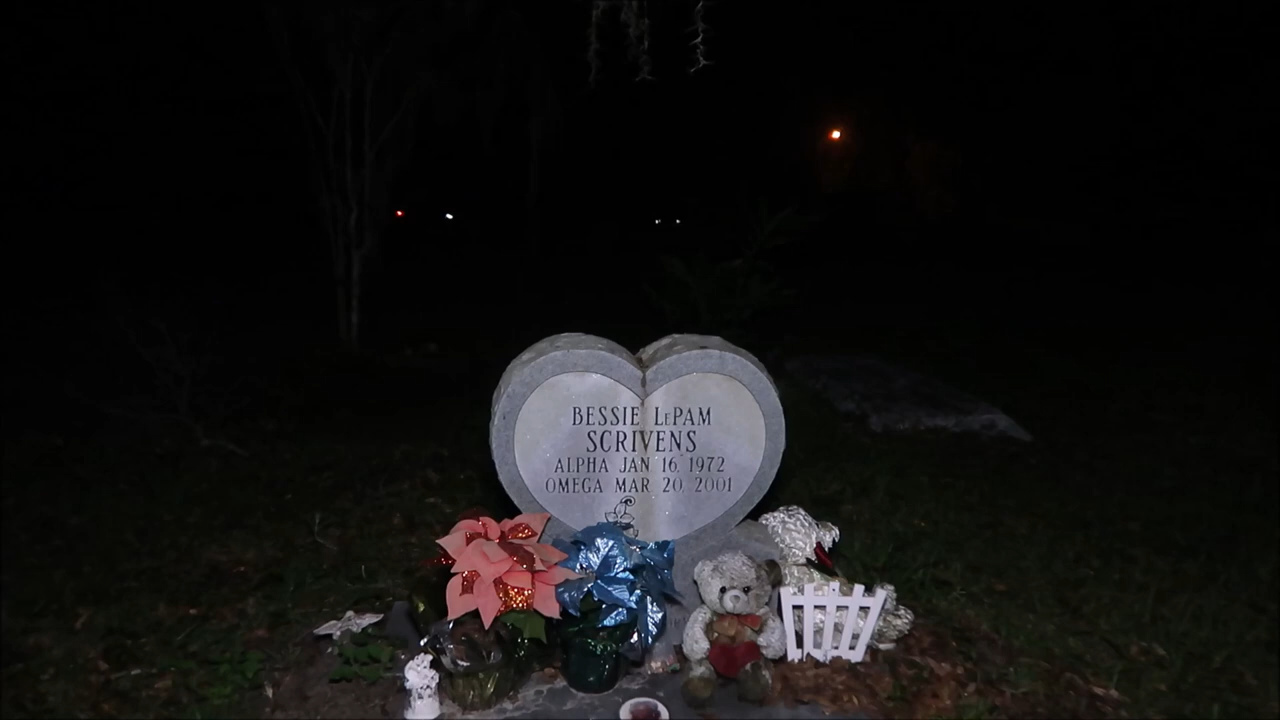 BESSIE LePAM
SCRIVENS
ALPHA JAN 16, 1972
OMEGA MAR 20, 2001